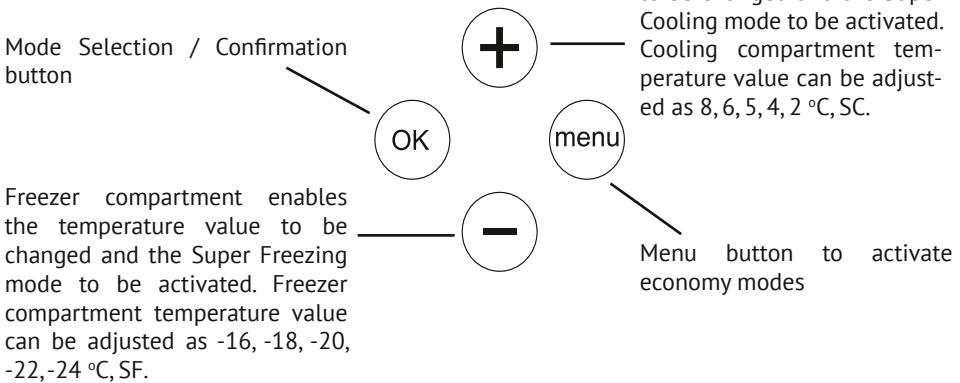 Mode Selection / Confirmation
button
+
Cooling mode to be activated.
Cooling compartment tem-
perature value can be adjust-
ed as 8, 6, 5, 4, 2 °C, SC.
OK
menu
Freezer compartment enables
the temperature value to be
changed and the Super Freezing
mode to be activated. Freezer
compartment temperature value
can be adjusted as -16, -18, -20,
-22, -24 °C, SF.
−
Menu button to activate
economy modes